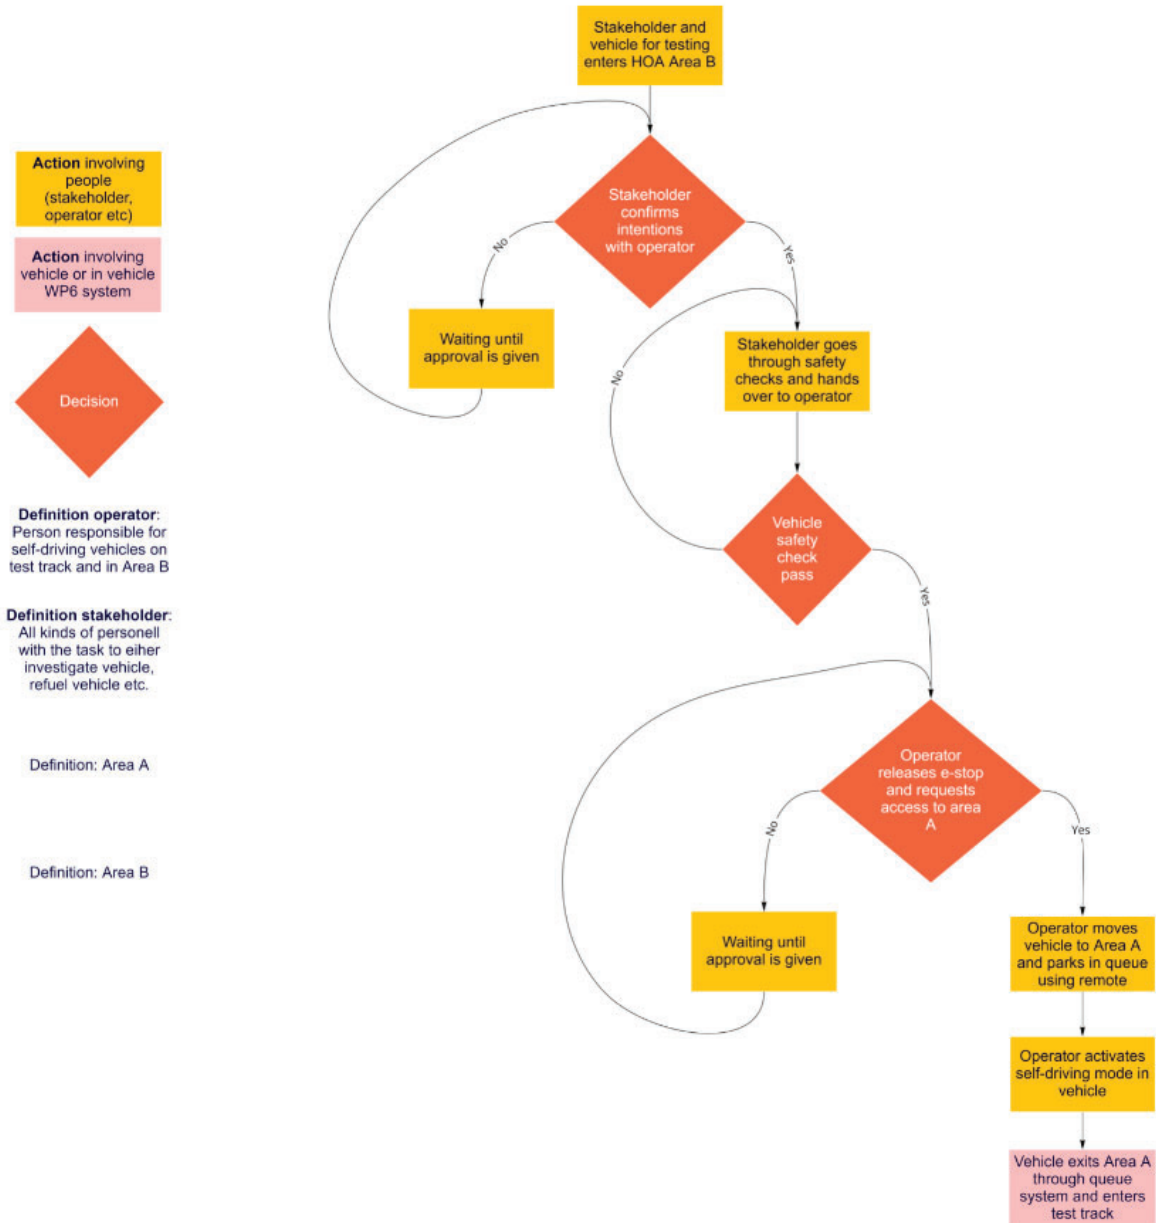 Stakeholder and
vehicle for testing
enters HOA Area B
Action involving
people
(stakeholder,
operator etc)
Action involving
vehicle or in vehicle
WP6 system
Decision
Definition operator:
Person responsible for
self-driving vehicles on
test track and in Area B
Definition stakeholder:
All kinds of personell
with the task to eiher
investigate vehicle,
refuel vehicle etc.
Definition: Area A
Definition: Area B
Stakeholder
confirms
intentions
with operator
No
Yes
Waiting until
approval is given
Stakeholder goes
through safety
checks and hands
over to operator
No
Vehicle
safety
check
pass
Yes
Operator
releases e-stop
and requests
access to area
A
No
Yes
Waiting until
approval is given
Operator moves
vehicle to Area A
and parks in queue
using remote
Operator activates
self-driving mode in
vehicle
Vehicle exits Area A
through queue
system and enters
test track